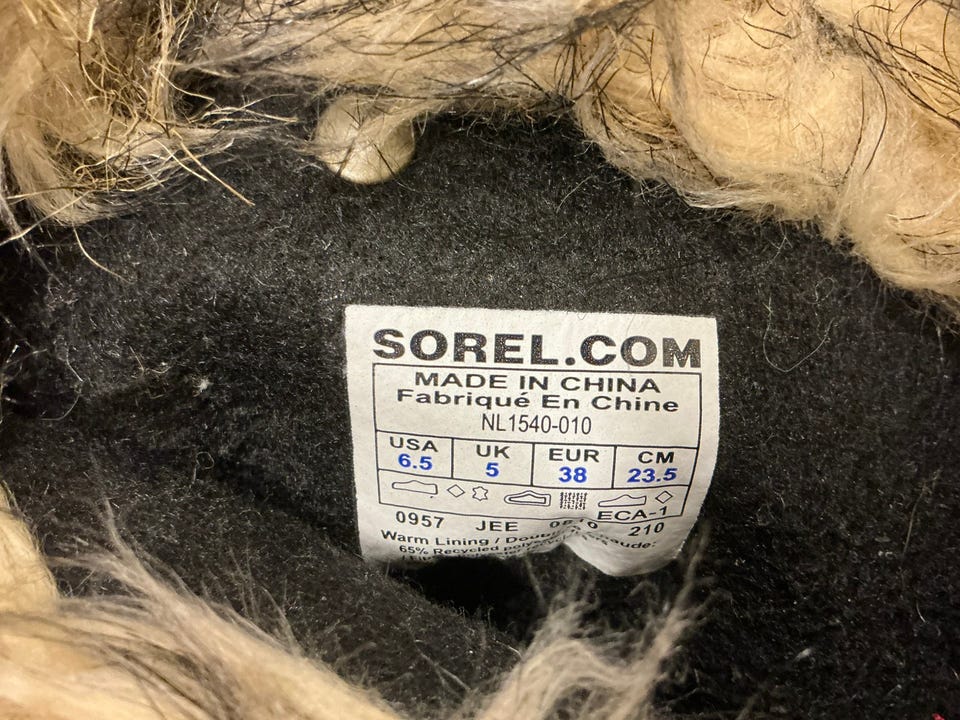 SOREL.COM
MADE IN CHINA
Fabriqué En Chine
NL1540-010
USA UK EUR CM
6.5 5 38 23.5
ECA-1
0957 JEE 210
Warm Lining /
65% Recycled